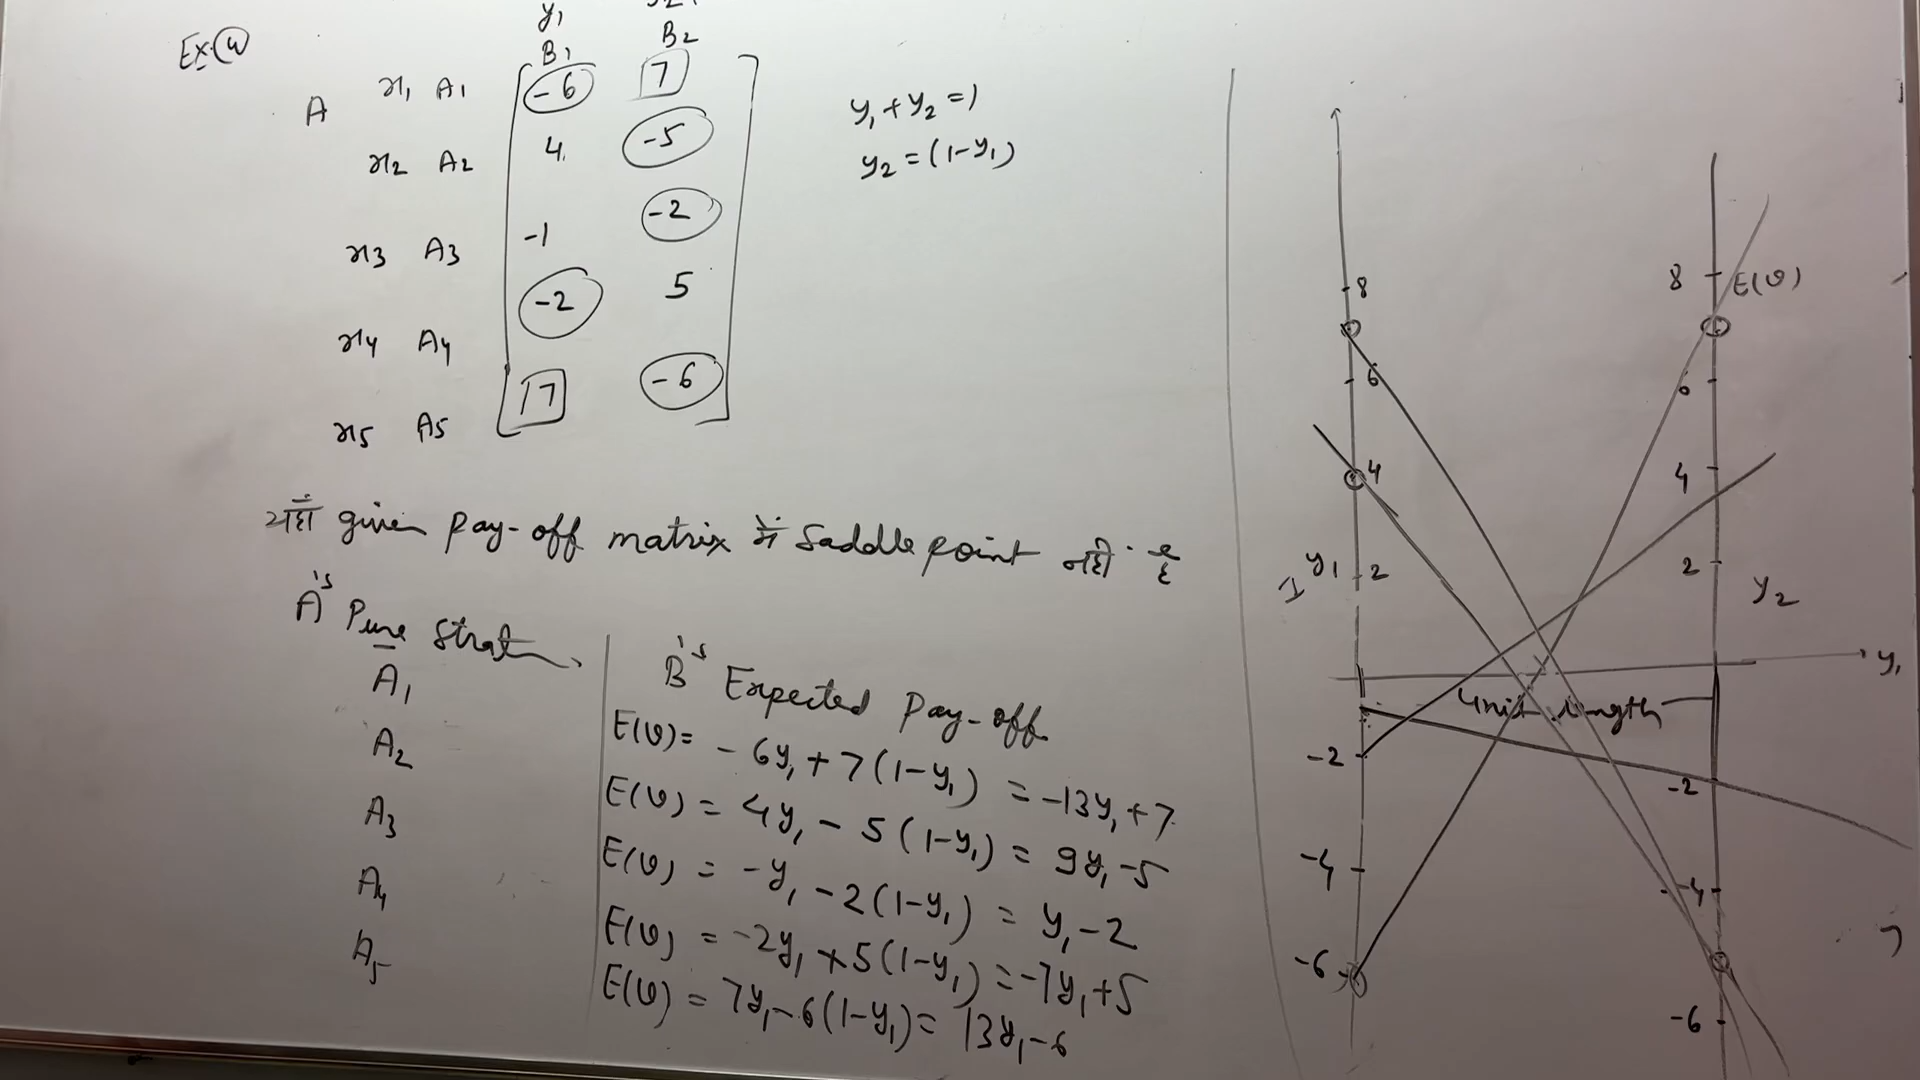 Ex. (w)
y1
B1 B2
A x1 A1 -6 7
x2 A2 4 -5
x3 A3 -1 -2
x4 A4 -2 5
x5 A5 7 -6
y1 + y2 = 1
y2 = (1-y1)
यहाँ given pay-off matrix में Saddle point नहीं है
A's Pure Strat
B's Expected Pay-off
A1 E(v) = -6y1 + 7(1-y1) = -13y1 + 7
A2 E(v) = 4y1 - 5(1-y1) = 9y1 - 5
A3 E(v) = -y1 - 2(1-y1) = y1 - 2
A4 E(v) = -2y1 + 5(1-y1) = -7y1 + 5
A5 E(v) = 7y1 - 6(1-y1) = 13y1 - 6
8 8 E(v)
6 6
4 4
y1 2 2 y2
y1
Unit length
-2 -2
-4 -4
-6 -6